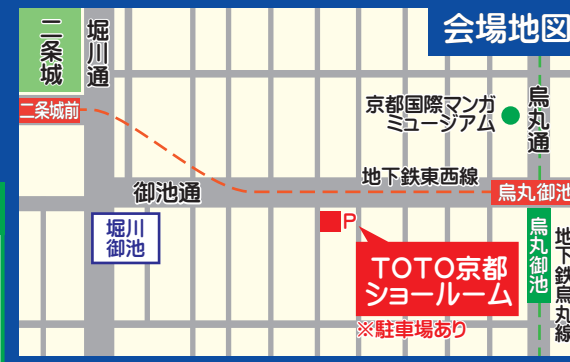 会場地図
二条城
堀川通
二条城前
京都国際マンガ
ミュージアム
烏丸通
地下鉄東西線
御池通
烏丸御池
堀川
御池
P
烏丸御池
地下鉄烏丸線
TOTO京都
ショールーム
※駐車場あり